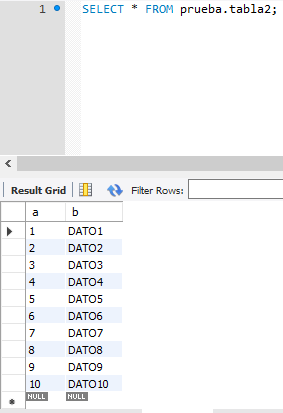 1 SELECT * FROM prueba.tabla2;
Result Grid Filter Rows:
a b
1 DATO1
2 DATO2
3 DATO3
4 DATO4
5 DATO5
6 DATO6
7 DATO7
8 DATO8
9 DATO9
10 DATO10
NULL NULL